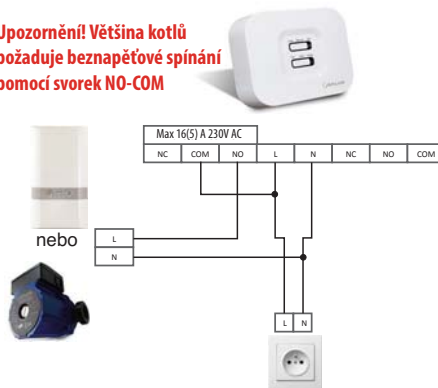 Upozornění! Většina kotlů
požaduje beznapěťové spínání
pomocí svorek NO-COM
Max 16(5) A 230V AC
NC COM NO L N NC NO COM
nebo
L
N
L N